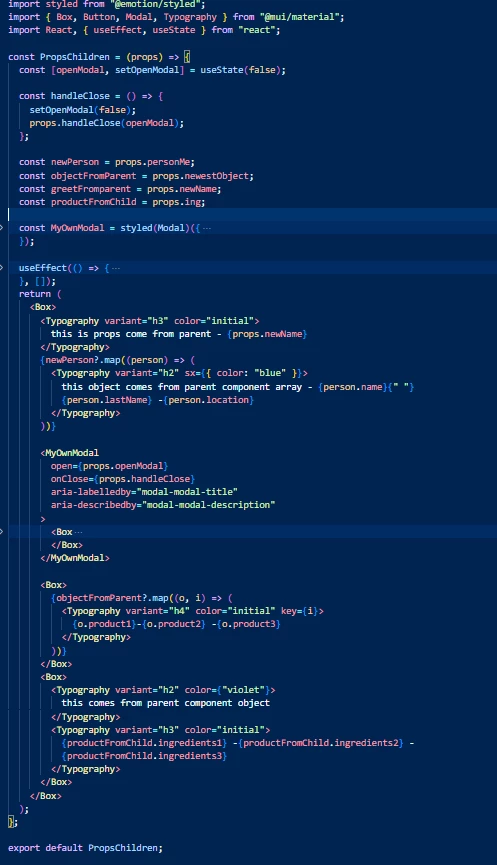 import styled from "@emotion/styled";
import { Box, Button, Modal, Typography } from "@mui/material";
import React, { useEffect, useState } from "react";

const PropsChildren = (props) => {
  const [openModal, setOpenModal] = useState(false);

  const handleClose = () => {
    setOpenModal(false);
    props.handleClose(openModal);
  };

  const newPerson = props.personMe;
  const objectFromParent = props.newestObject;
  const greetFromparent = props.newName;
  const productFromChild = props.ing;

  const MyOwnModal = styled(Modal)({ ···
  });

  useEffect(() => { ···
  }, []);
  return (
    <Box>
      <Typography variant="h3" color="initial">
        this is props come from parent - {props.newName}
      </Typography>
      {newPerson?.map((person) => (
        <Typography variant="h2" sx={{ color: "blue" }}>
          this object comes from parent component array - {person.name}{" "}
          {person.lastName} -{person.location}
        </Typography>
      ))}

      <MyOwnModal
        open={props.openModal}
        onClose={props.handleClose}
        aria-labelledby="modal-modal-title"
        aria-describedby="modal-modal-description"
      >
        <Box ···
        </Box>
      </MyOwnModal>

      <Box>
        {objectFromParent?.map((o, i) => (
          <Typography variant="h4" color="initial" key={i}>
            {o.product1}-{o.product2} -{o.product3}
          </Typography>
        ))}
      </Box>
      <Box>
        <Typography variant="h2" color={"violet"}>
          this comes from parent component object
        </Typography>
        <Typography variant="h3" color="initial">
          {productFromChild.ingredients1} -{productFromChild.ingredients2} -
          {productFromChild.ingredients3}
        </Typography>
      </Box>
    </Box>
  );
};

export default PropsChildren;